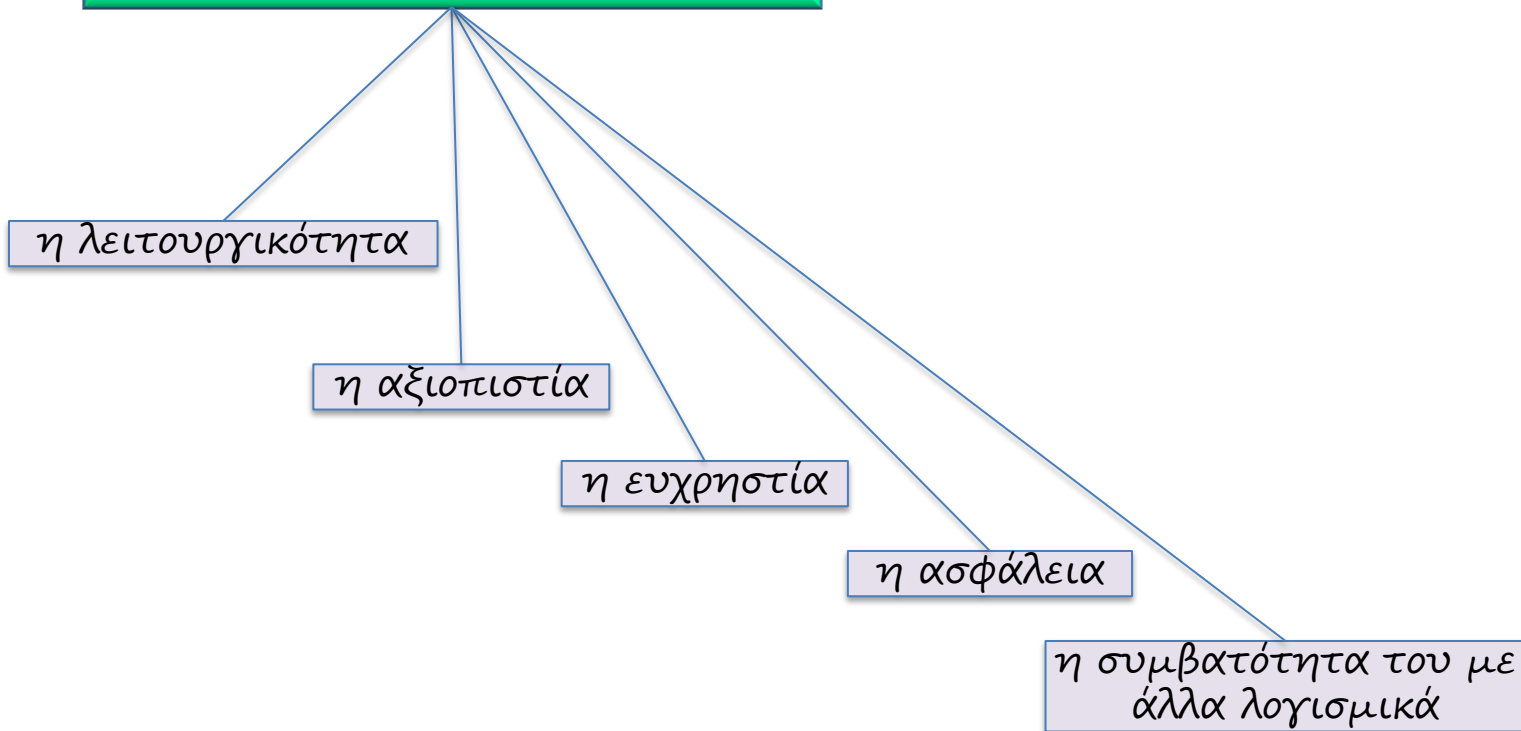 η λειτουργικότητα
η αξιοπιστία
η ευχρηστία
η ασφάλεια
η συμβατότητα του με
άλλα λογισμικά